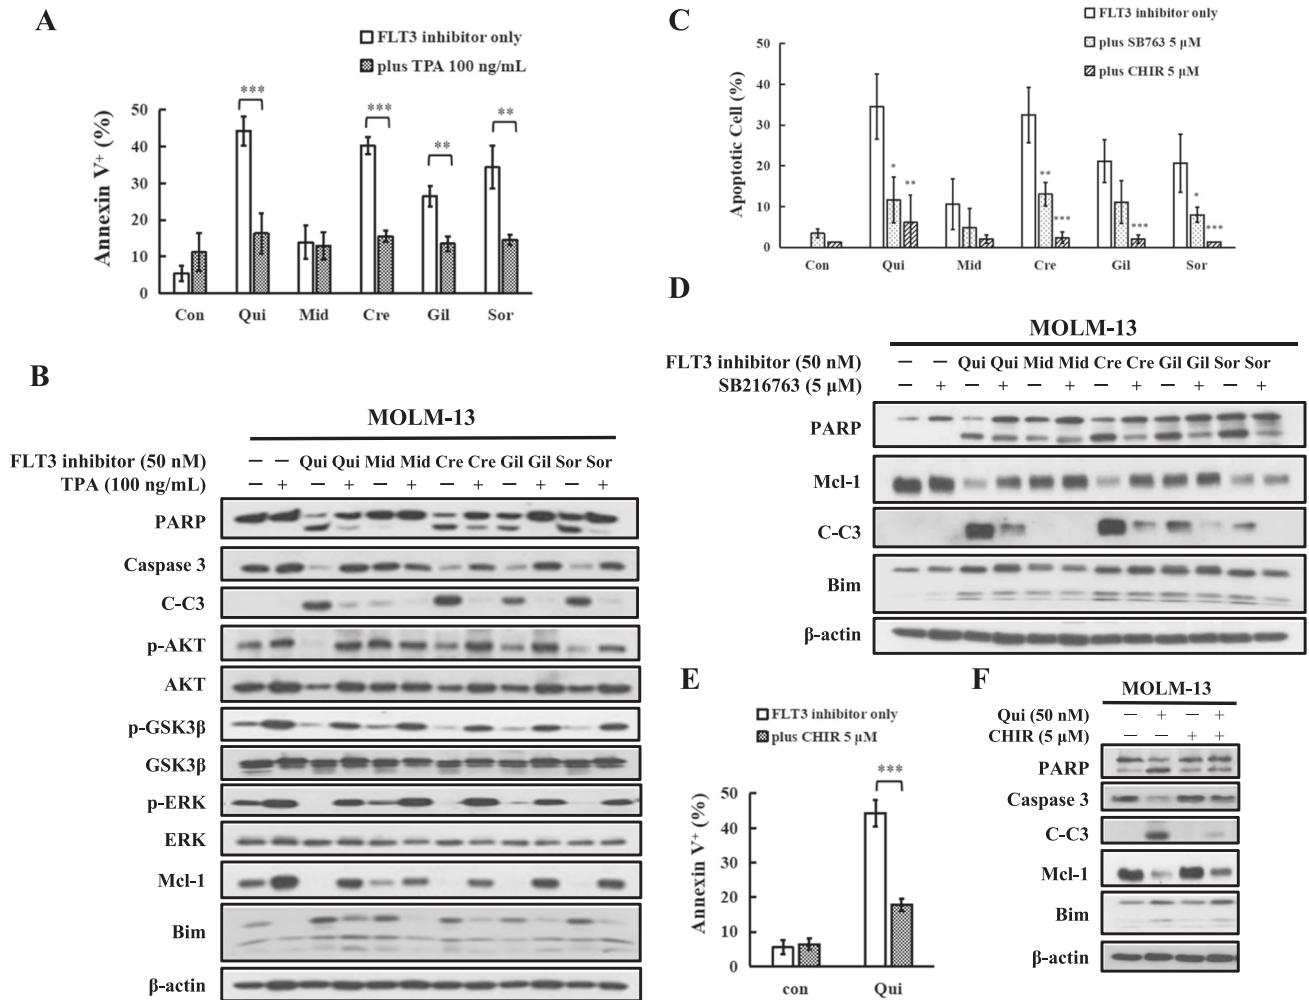 A
FLT3 inhibitor only
plus TPA 100 ng/mL
Annexin V⁺ (%)
50
40
30
20
10
0
***
***
**
**
Con Qui Mid Cre Gil Sor
B
MOLM-13
FLT3 inhibitor (50 nM) – – Qui Qui Mid Mid Cre Cre Gil Gil Sor Sor
TPA (100 ng/mL) – + – + – + – + – + – +
PARP
Caspase 3
C-C3
p-AKT
AKT
p-GSK3β
GSK3β
p-ERK
ERK
Mcl-1
Bim
β-actin
C
FLT3 inhibitor only
plus SB763 5 µM
plus CHIR 5 µM
Apoptotic Cell (%)
50
40
30
20
10
0
* ** ** *** *** * ***
Con Qui Mid Cre Gil Sor
D
MOLM-13
FLT3 inhibitor (50 nM) – – Qui Qui Mid Mid Cre Cre Gil Gil Sor Sor
SB216763 (5 µM) – + – + – + – + – + – +
PARP
Mcl-1
C-C3
Bim
β-actin
E
FLT3 inhibitor only
plus CHIR 5 µM
Annexin V⁺ (%)
50
40
30
20
10
0
***
con Qui
F
MOLM-13
Qui (50 nM) – + – +
CHIR (5 µM) – – + +
PARP
Caspase 3
C-C3
Mcl-1
Bim
β-actin